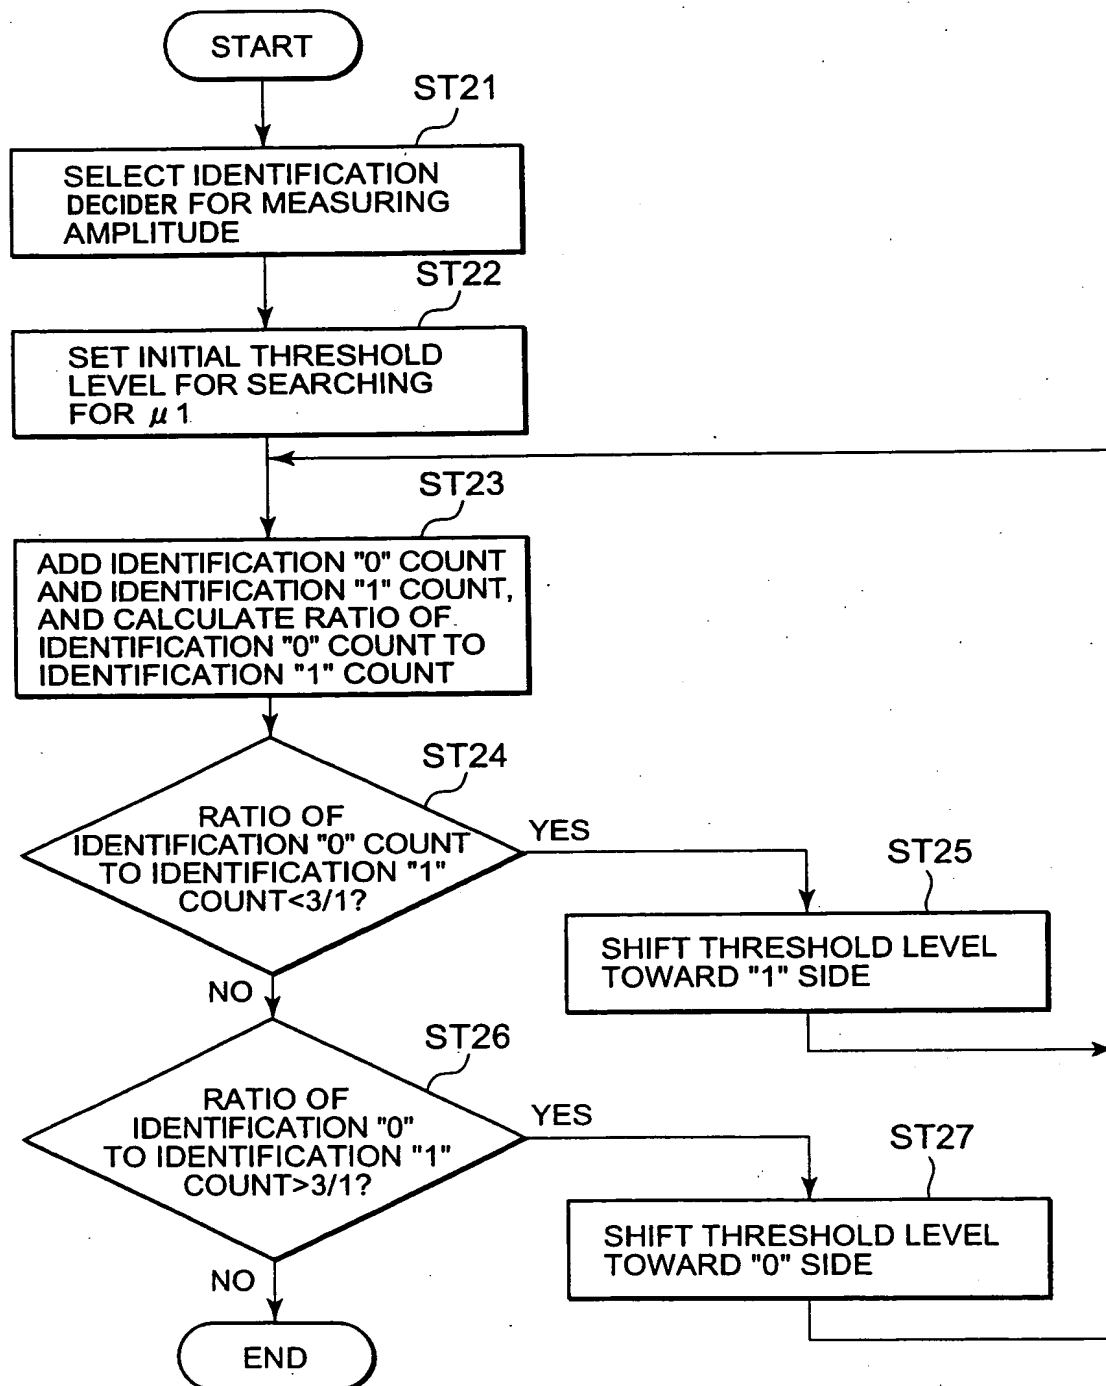 START
ST21
SELECT IDENTIFICATION
DECIDER FOR MEASURING
AMPLITUDE
ST22
SET INITIAL THRESHOLD
LEVEL FOR SEARCHING
FOR μ 1
ST23
ADD IDENTIFICATION "0" COUNT
AND IDENTIFICATION "1" COUNT,
AND CALCULATE RATIO OF
IDENTIFICATION "0" COUNT TO
IDENTIFICATION "1" COUNT
ST24
RATIO OF
IDENTIFICATION "0" COUNT
TO IDENTIFICATION "1"
COUNT<3/1?
YES
ST25
SHIFT THRESHOLD LEVEL
TOWARD "1" SIDE
NO
ST26
RATIO OF
IDENTIFICATION "0"
TO IDENTIFICATION "1"
COUNT>3/1?
YES
ST27
SHIFT THRESHOLD LEVEL
TOWARD "0" SIDE
NO
END